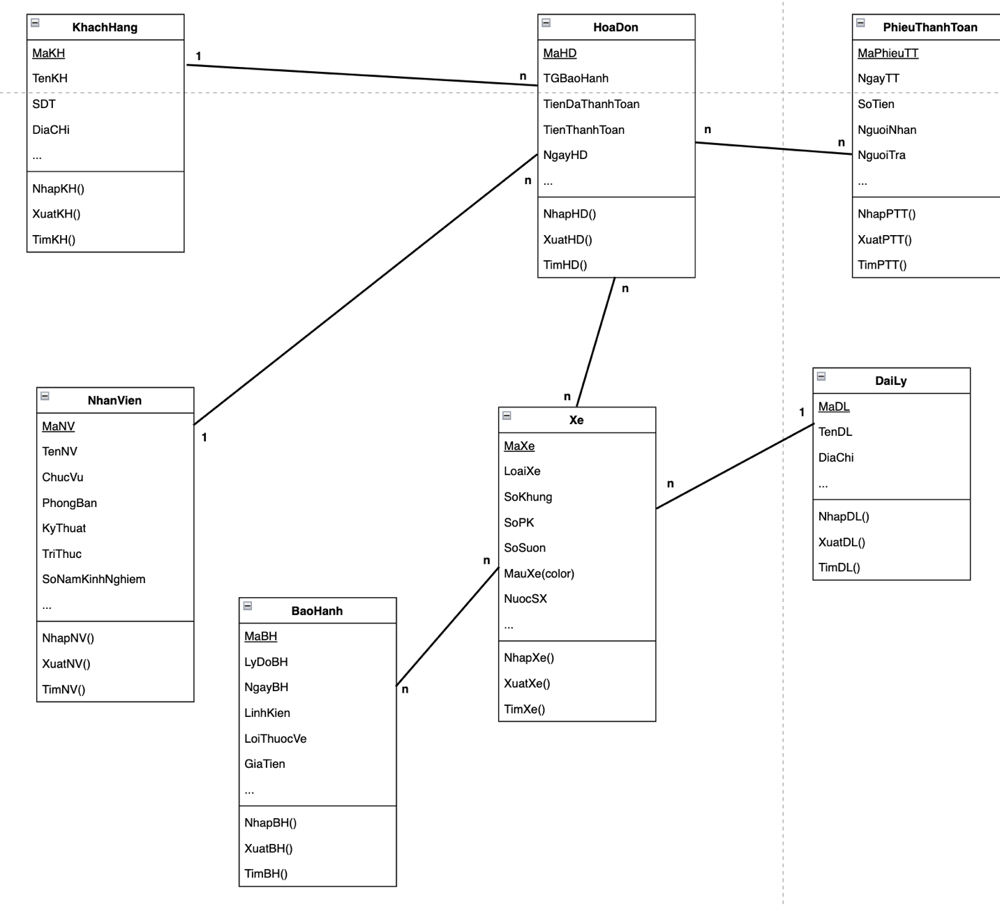 KhachHang
MaKH
TenKH
SDT
DiaCHi
...
NhapKH()
XuatKH()
TimKH()
1
n
HoaDon
MaHD
TGBaoHanh
TienDaThanhToan
TienThanhToan
NgayHD
...
NhapHD()
XuatHD()
TimHD()
n
n
n
n
PhieuThanhToan
MaPhieuTT
NgayTT
SoTien
NguoiNhan
NguoiTra
...
NhapPTT()
XuatPTT()
TimPTT()
NhanVien
MaNV
TenNV
ChucVu
PhongBan
KyThuat
TriThuc
SoNamKinhNghiem
...
NhapNV()
XuatNV()
TimNV()
1
BaoHanh
MaBH
LyDoBH
NgayBH
LinhKien
LoiThuocVe
GiaTien
...
NhapBH()
XuatBH()
TimBH()
n
n
n
Xe
MaXe
LoaiXe
SoKhung
SoPK
SoSuon
MauXe(color)
NuocSX
...
NhapXe()
XuatXe()
TimXe()
n
1
DaiLy
MaDL
TenDL
DiaChi
...
NhapDL()
XuatDL()
TimDL()